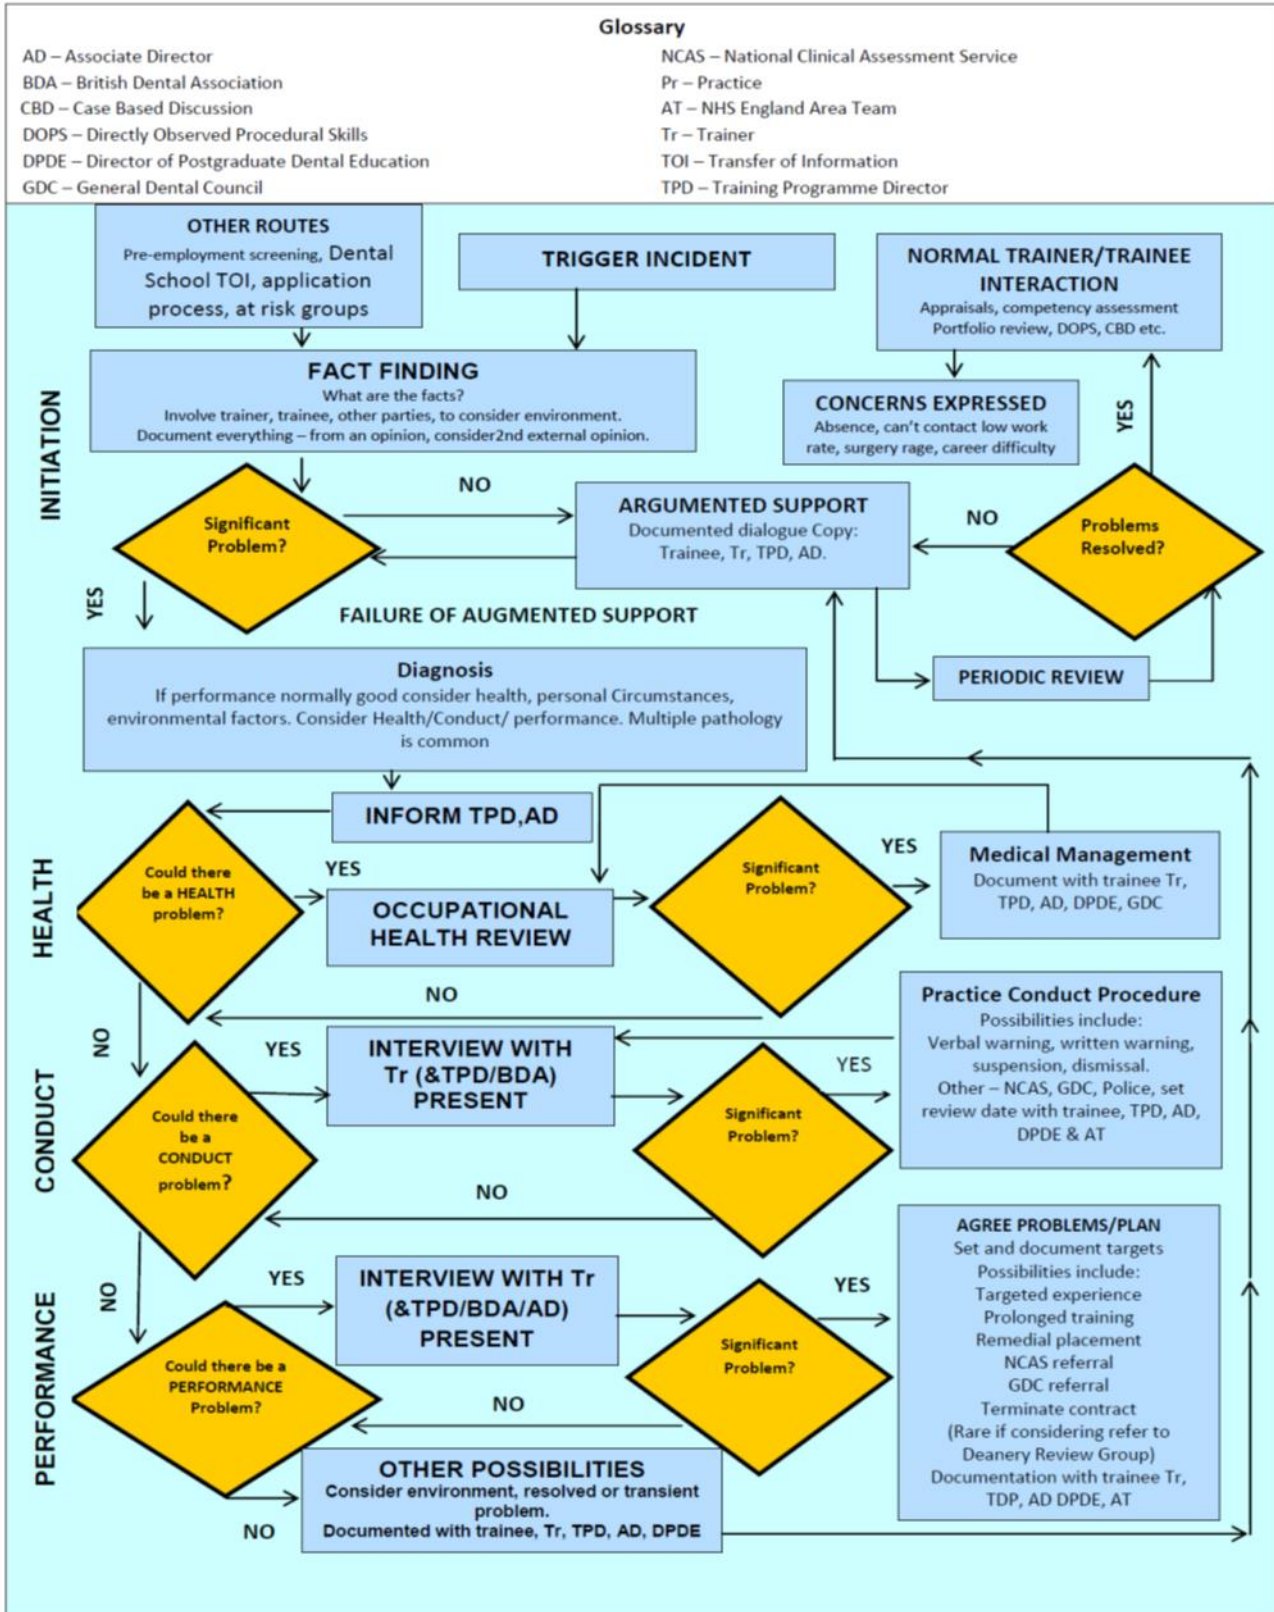 Glossary
AD – Associate Director
BDA – British Dental Association
CBD – Case Based Discussion
DOPS – Directly Observed Procedural Skills
DPDE – Director of Postgraduate Dental Education
GDC – General Dental Council
NCAS – National Clinical Assessment Service
Pr – Practice
AT – NHS England Area Team
Tr – Trainer
TOI – Transfer of Information
TPD – Training Programme Director
OTHER ROUTES
Pre-employment screening, Dental
School TOI, application
process, at risk groups
TRIGGER INCIDENT
NORMAL TRAINER/TRAINEE
INTERACTION
Appraisals, competency assessment
Portfolio review, DOPS, CBD etc.
INITIATION
FACT FINDING
What are the facts?
Involve trainer, trainee, other parties, to consider environment.
Document everything – from an opinion, consider2nd external opinion.
CONCERNS EXPRESSED
Absence, can't contact low work
rate, surgery rage, career difficulty
YES
Significant
Problem?
NO
ARGUMENTED SUPPORT
Documented dialogue Copy:
Trainee, Tr, TPD, AD.
NO
Problems
Resolved?
YES
FAILURE OF AUGMENTED SUPPORT
PERIODIC REVIEW
Diagnosis
If performance normally good consider health, personal Circumstances,
environmental factors. Consider Health/Conduct/ performance. Multiple pathology
is common
INFORM TPD,AD
HEALTH
Could there
be a HEALTH
problem?
YES
OCCUPATIONAL
HEALTH REVIEW
Significant
Problem?
YES
Medical Management
Document with trainee Tr,
TPD, AD, DPDE, GDC
NO
NO
CONDUCT
Could there
be a
CONDUCT
problem?
YES
INTERVIEW WITH
Tr (&TPD/BDA)
PRESENT
Significant
Problem?
YES
Practice Conduct Procedure
Possibilities include:
Verbal warning, written warning,
suspension, dismissal.
Other – NCAS, GDC, Police, set
review date with trainee, TPD, AD,
DPDE & AT
NO
NO
PERFORMANCE
Could there be a
PERFORMANCE
Problem?
YES
INTERVIEW WITH Tr
(&TPD/BDA/AD)
PRESENT
Significant
Problem?
YES
AGREE PROBLEMS/PLAN
Set and document targets
Possibilities include:
Targeted experience
Prolonged training
Remedial placement
NCAS referral
GDC referral
Terminate contract
(Rare if considering refer to
Deanery Review Group)
Documentation with trainee Tr,
TDP, AD DPDE, AT
NO
NO
OTHER POSSIBILITIES
Consider environment, resolved or transient
problem.
Documented with trainee, Tr, TPD, AD, DPDE